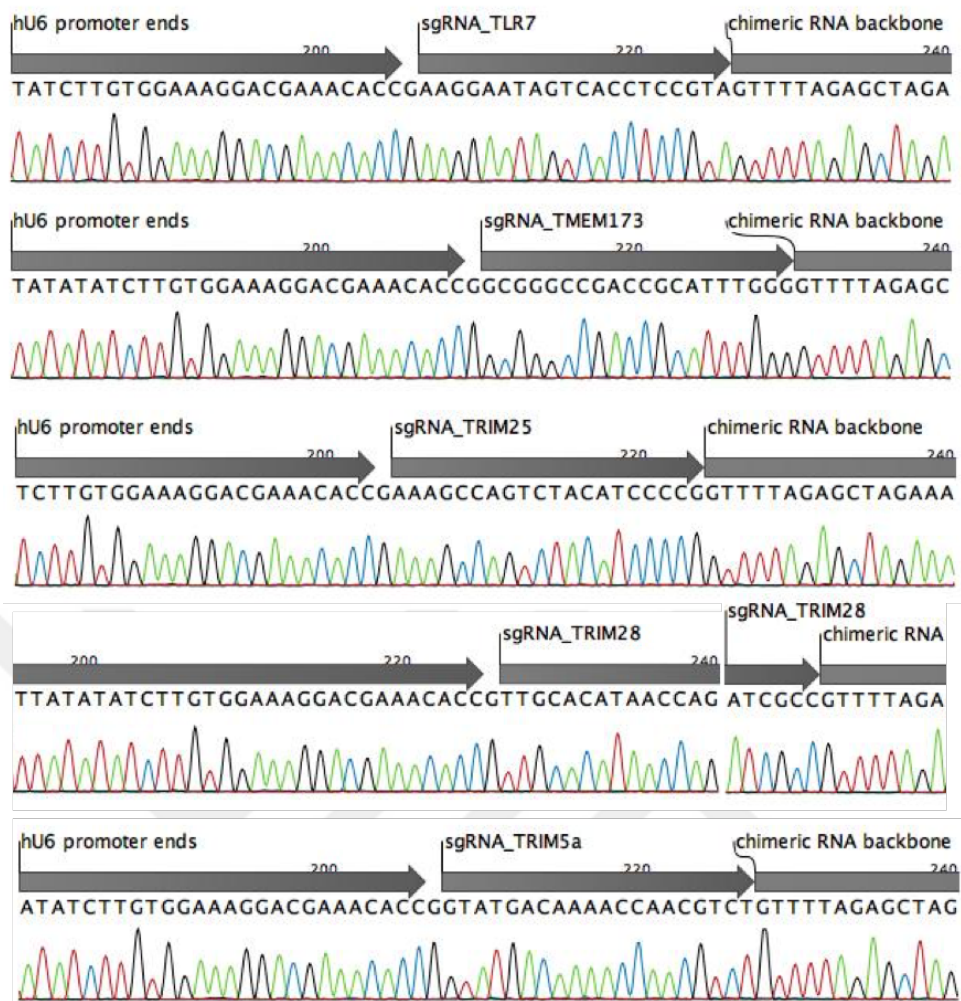 hU6 promoter ends sgRNA_TLR7 chimeric RNA backbone
200 220 240
TATCTTGTGGAAAGGACGAAACACCGAAGGAATAGTCACCTCCGTAGTTTTAGAGCTAGA
hU6 promoter ends sgRNA_TMEM173 chimeric RNA backbone
200 220 240
TATATATCTTGTGGAAAGGACGAAACACCGGCGGGCCGACCGCATTTGGGGTTTTAGAGC
hU6 promoter ends sgRNA_TRIM25 chimeric RNA backbone
200 220 240
TCTTGTGGAAAGGACGAAACACCGAAAGCCAGTCTACATCCCCGGTTTTAGAGCTAGAAA
sgRNA_TRIM28
sgRNA_TRIM28 chimeric RNA
200 220 240
TTATATATCTTGTGGAAAGGACGAAACACCGTTGCACATAACCAG ATCGCCGTTTTAGA
hU6 promoter ends sgRNA_TRIM5a chimeric RNA backbone
200 220 240
ATATCTTGTGGAAAGGACGAAACACCGGTATGACAAAACCAACGTCTGTTTTAGAGCTAG